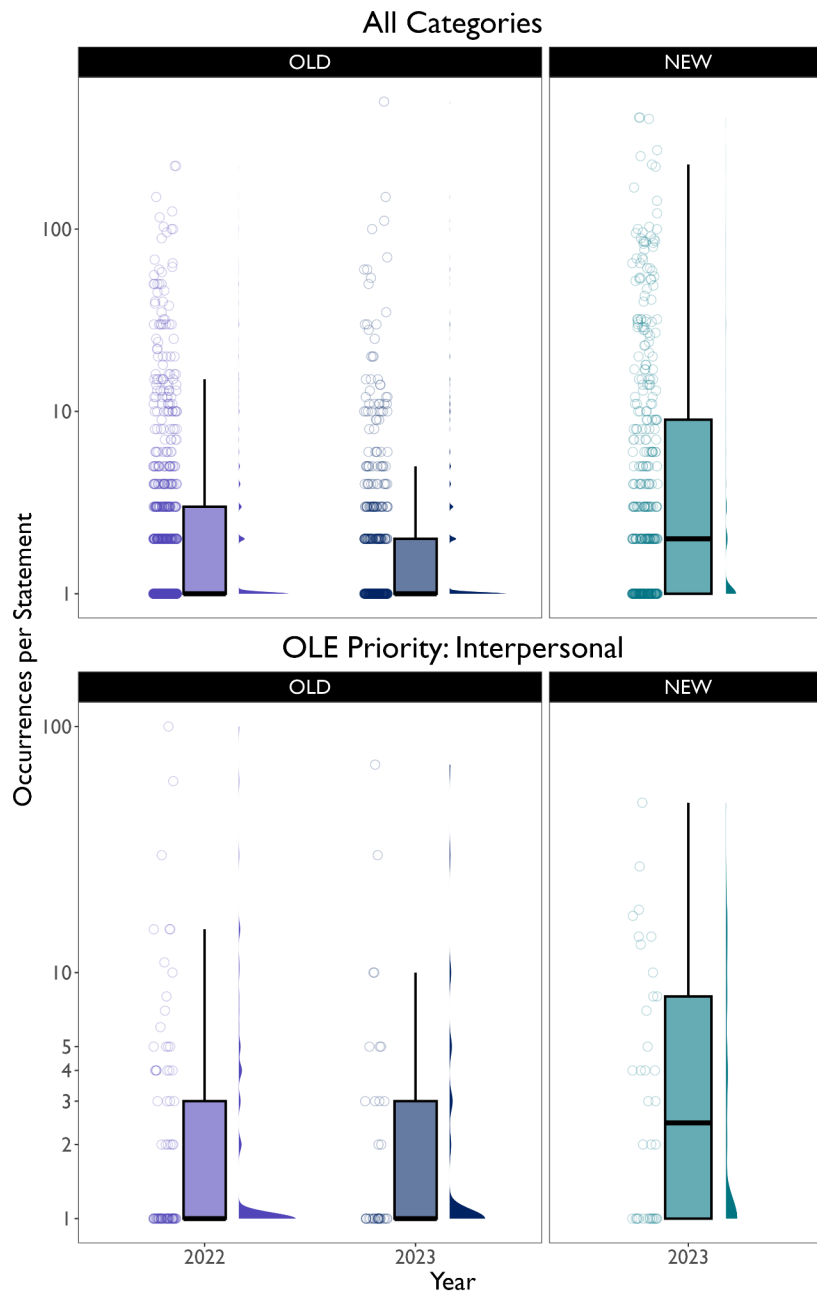 All Categories
OLD
NEW
100
10
1
Occurrences per Statement
OLE Priority: Interpersonal
OLD
NEW
100
10
5
4
3
2
1
2022
2023
2023
Year